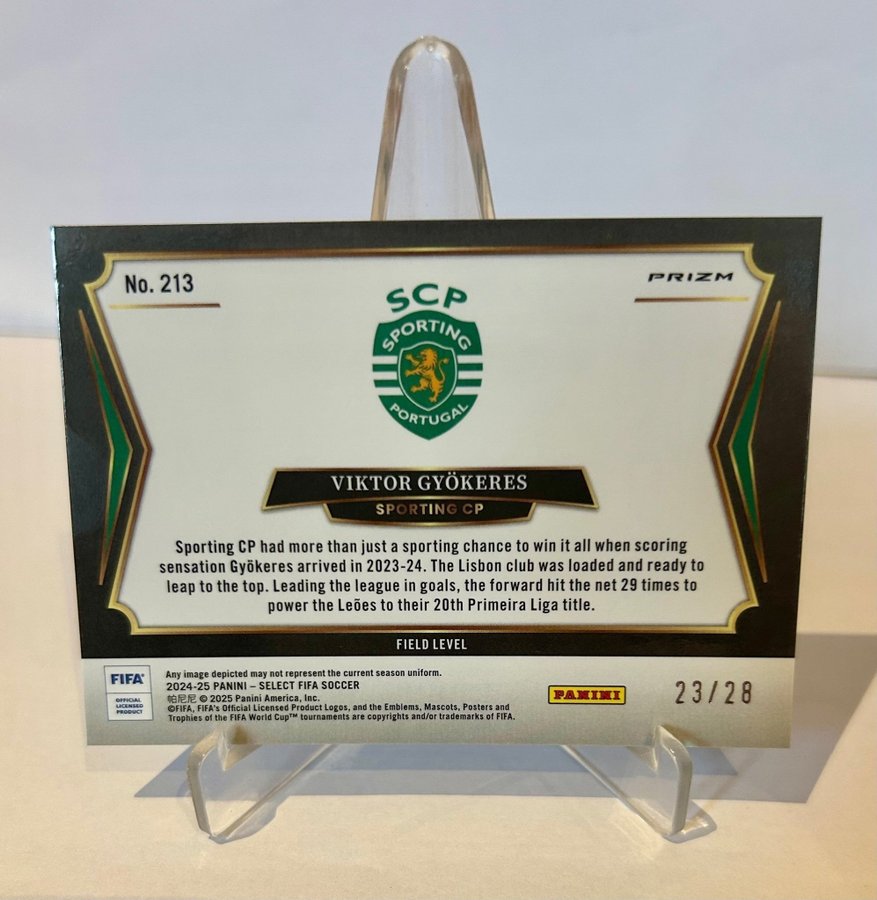 No. 213
PRIZM
SCP
SPORTING
PORTUGAL
VIKTOR GYÖKERES
SPORTING CP
Sporting CP had more than just a sporting chance to win it all when scoring
sensation Gyökeres arrived in 2023-24. The Lisbon club was loaded and ready to
leap to the top. Leading the league in goals, the forward hit the net 29 times to
power the Leões to their 20th Primeira Liga title.
FIELD LEVEL
FIFA®
OFFICIAL
LICENSED
PRODUCT
Any image depicted may not represent the current season uniform.
2024-25 PANINI – SELECT FIFA SOCCER
帕尼尼 © 2025 Panini America, Inc.
©FIFA, FIFA's Official Licensed Product Logos, and the Emblems, Mascots, Posters and
Trophies of the FIFA World Cup™ tournaments are copyrights and/or trademarks of FIFA.
PANINI
23/28